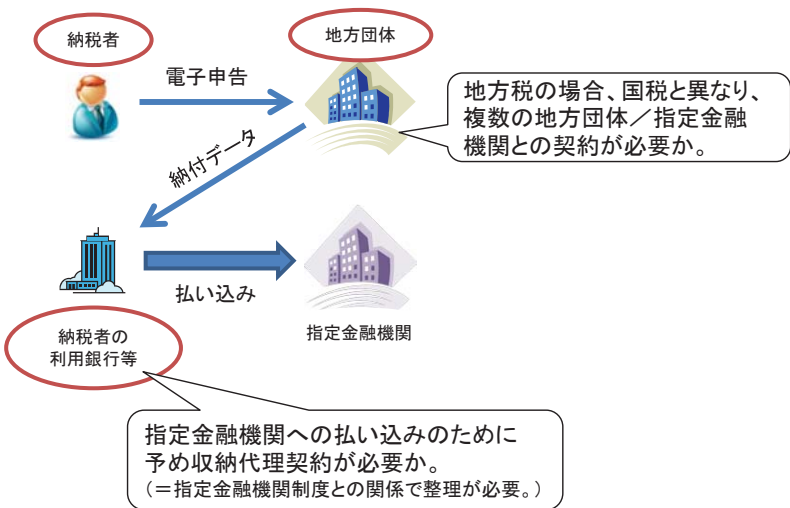 納税者
地方団体
電子申告
地方税の場合、国税と異なり、
複数の地方団体／指定金融
機関との契約が必要か。
納付データ
払い込み
指定金融機関
納税者の
利用銀行等
指定金融機関への払い込みのために
予め収納代理契約が必要か。
（＝指定金融機関制度との関係で整理が必要。）